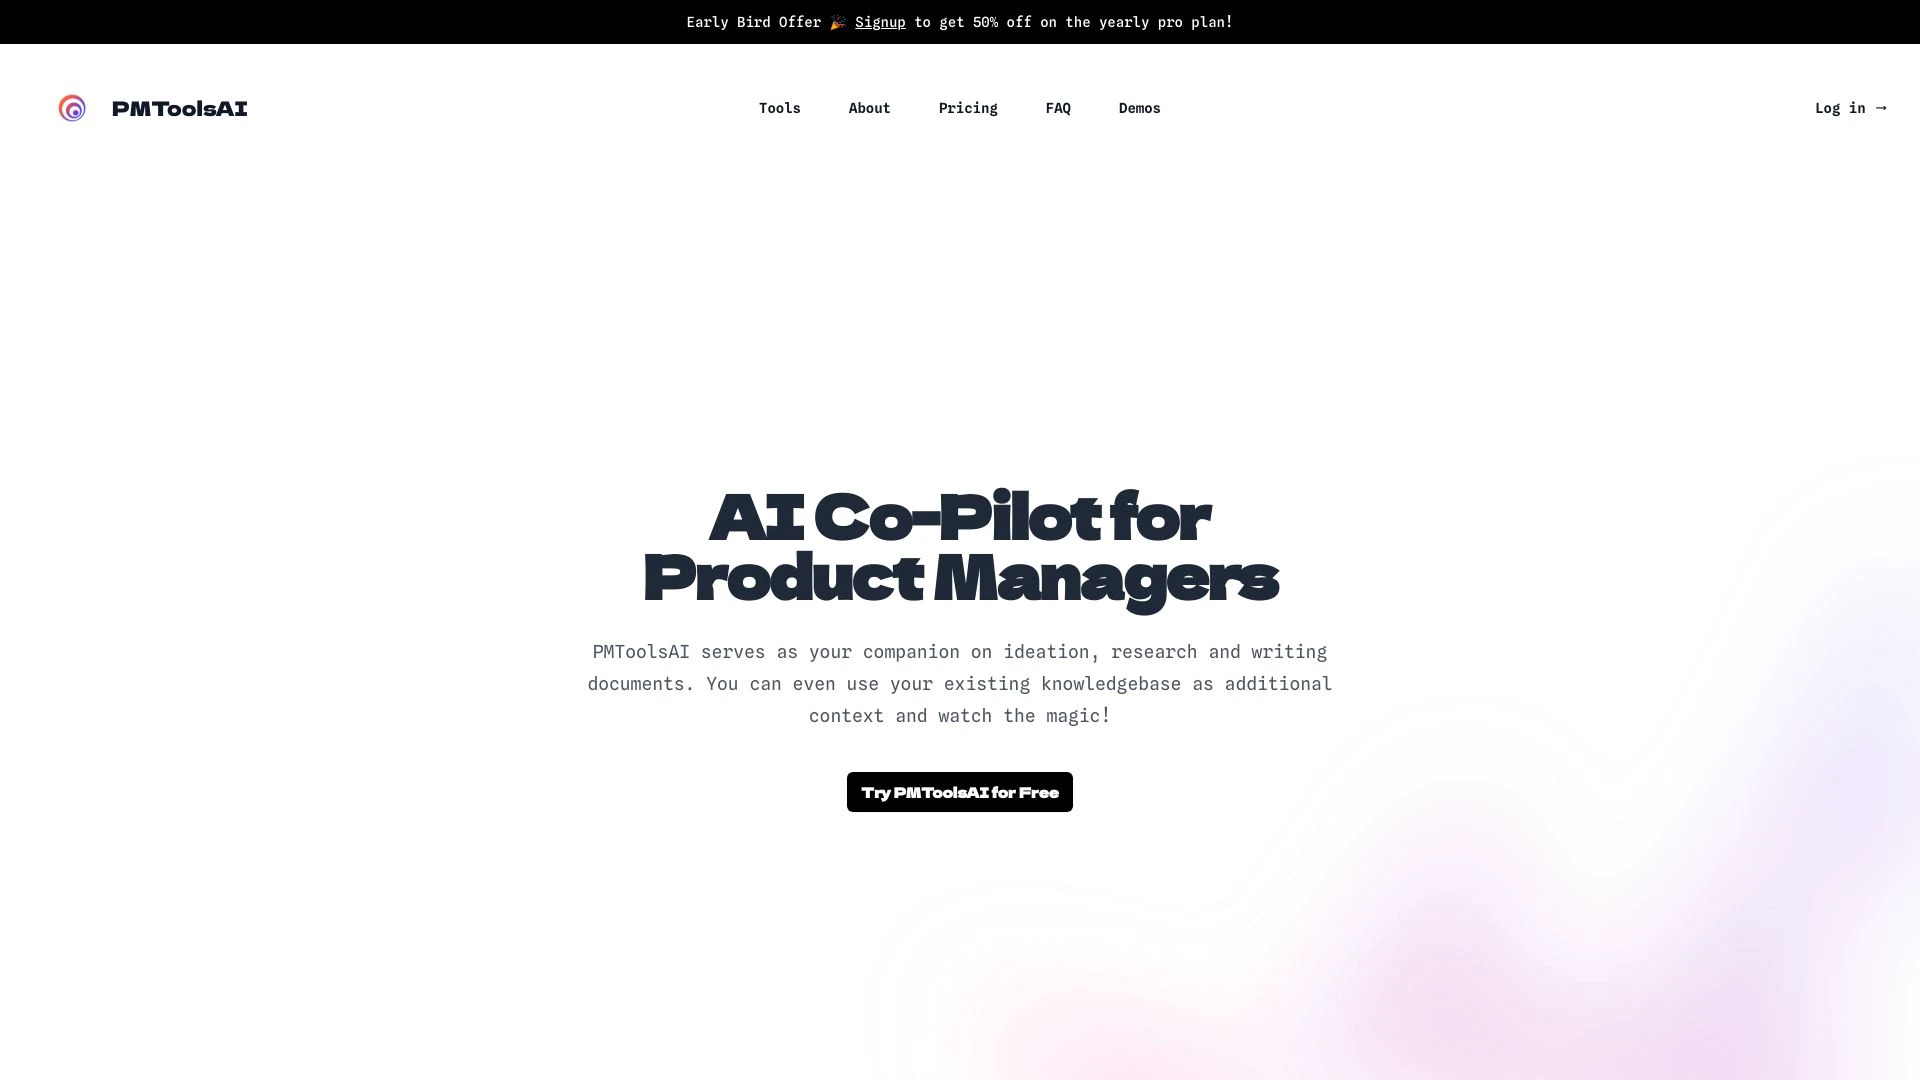 Early Bird Offer 🎉 Signup to get 50% off on the yearly pro plan!
PMToolsAI
Tools
About
Pricing
FAQ
Demos
Log in →
AI Co-Pilot for
Product Managers
PMToolsAI serves as your companion on ideation, research and writing
documents. You can even use your existing knowledgebase as additional
context and watch the magic!
Try PMToolsAI for Free